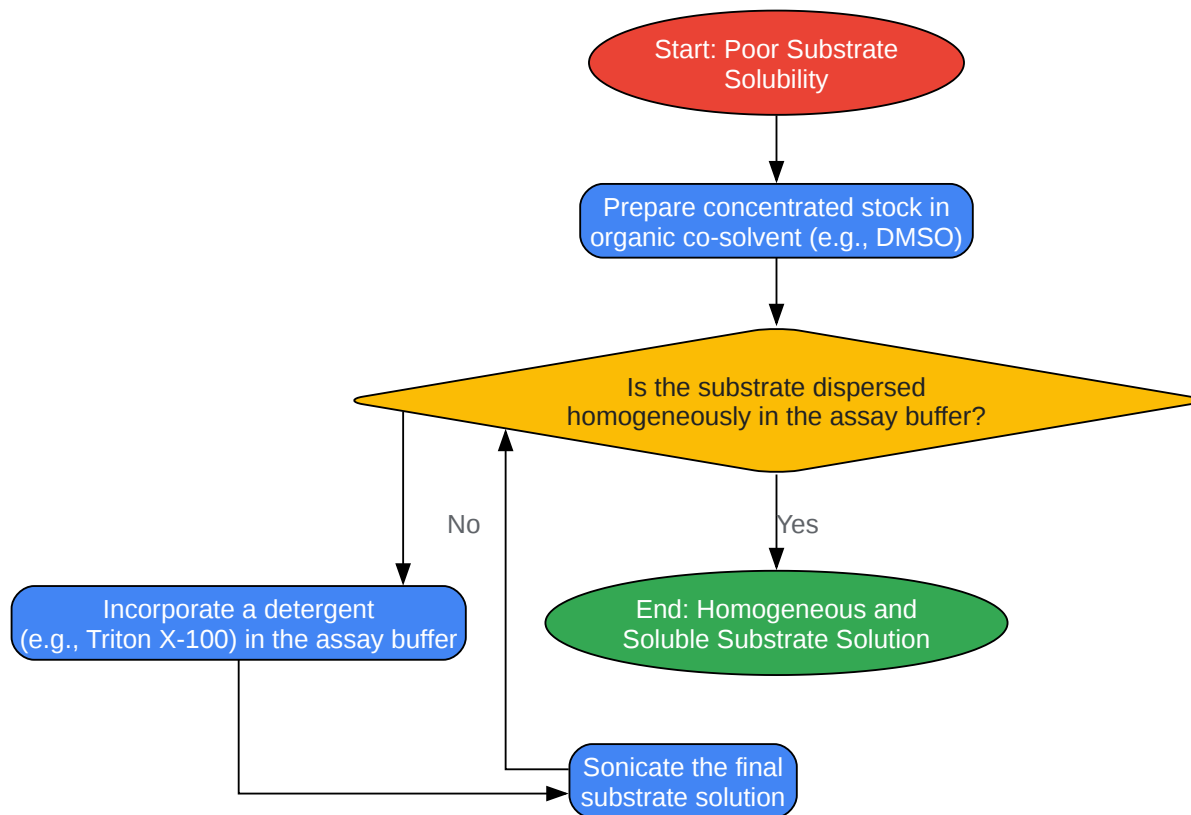 Start: Poor Substrate
Solubility
Prepare concentrated stock in
organic co-solvent (e.g., DMSO)
Is the substrate dispersed
homogeneously in the assay buffer?
No
Yes
Incorporate a detergent
(e.g., Triton X-100) in the assay buffer
End: Homogeneous and
Soluble Substrate Solution
Sonicate the final
substrate solution